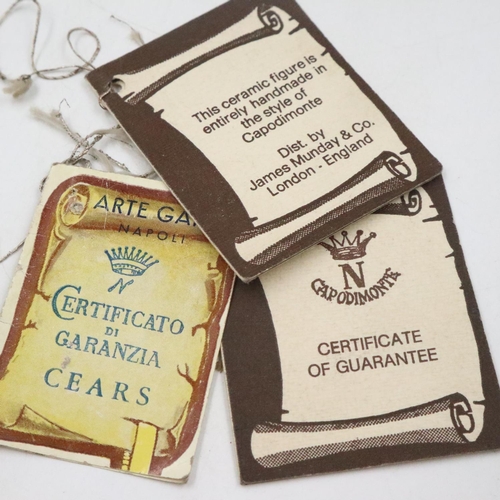 This ceramic figure is
entirely handmade in
the style of
Capodimonte
Dist. by
James Munday & Co.
London - England
ARTE
NAPOLI
N
CERTIFICATO
DI
GARANZIA
CEARS
N
CAPODIMONTE
CERTIFICATE
OF GUARANTEE